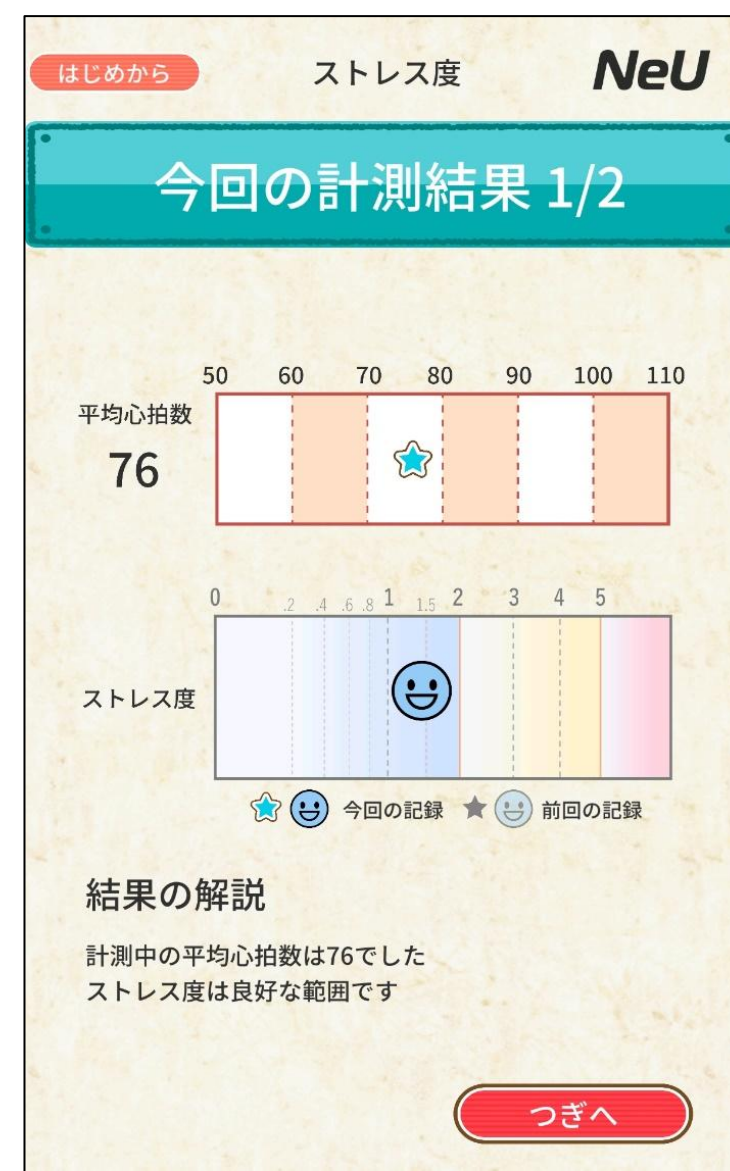 はじめから
ストレス度
NeU
今回の計測結果 1/2
50 60 70 80 90 100 110
平均心拍数
76
0 .2 .4 .6 .8 1 1.5 2 3 4 5
ストレス度
今回の記録 前回の記録
結果の解説
計測中の平均心拍数は76でした
ストレス度は良好な範囲です
つぎへ